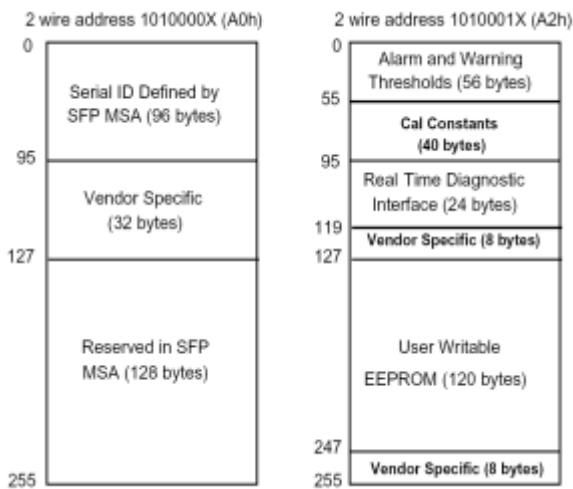 2 wire address 1010000X (A0h)
0
Serial ID Defined by
SFP MSA (96 bytes)
95
Vendor Specific
(32 bytes)
127
Reserved in SFP
MSA (128 bytes)
255
2 wire address 1010001X (A2h)
0
Alarm and Warning
Thresholds (56 bytes)
55
Cal Constants
(40 bytes)
95
Real Time Diagnostic
Interface (24 bytes)
119
Vendor Specific (8 bytes)
127
User Writable
EEPROM (120 bytes)
247
Vendor Specific (8 bytes)
255